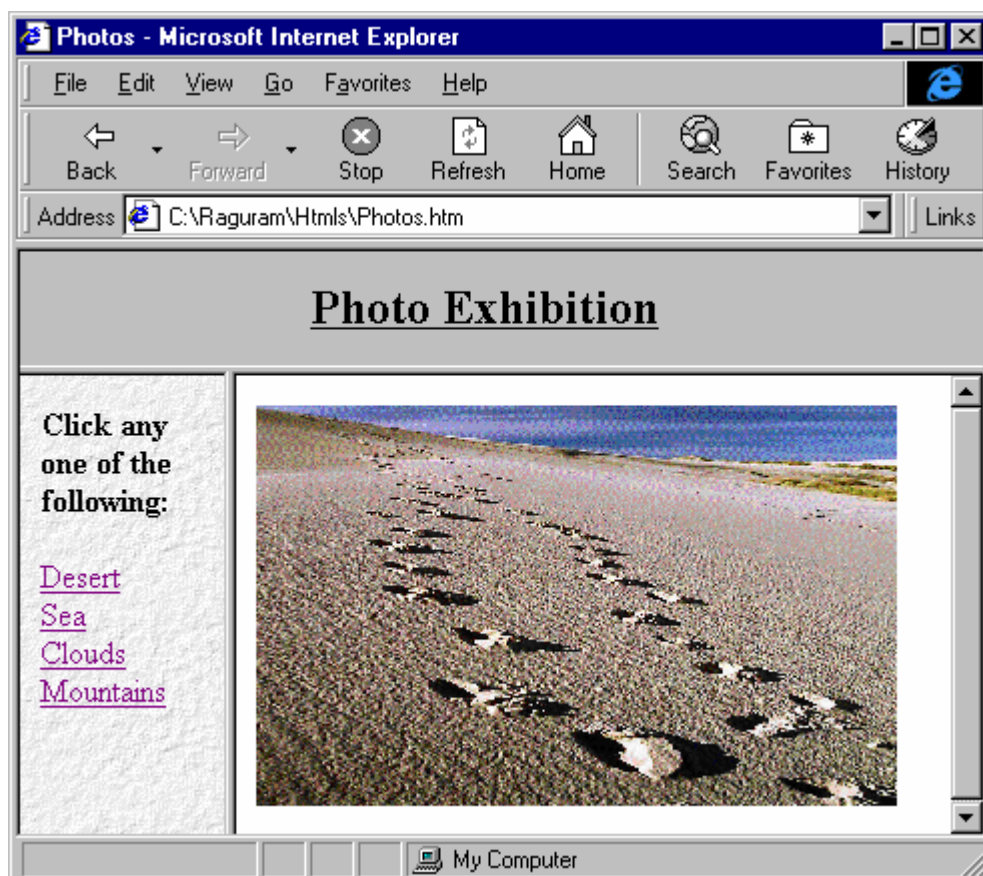 Photos - Microsoft Internet Explorer
File Edit View Go Favorites Help
Back Forward Stop Refresh Home Search Favorites History
Address C:\Raguram\Htmls\Photos.htm Links
Photo Exhibition
Click any
one of the
following:
Desert
Sea
Clouds
Mountains
My Computer